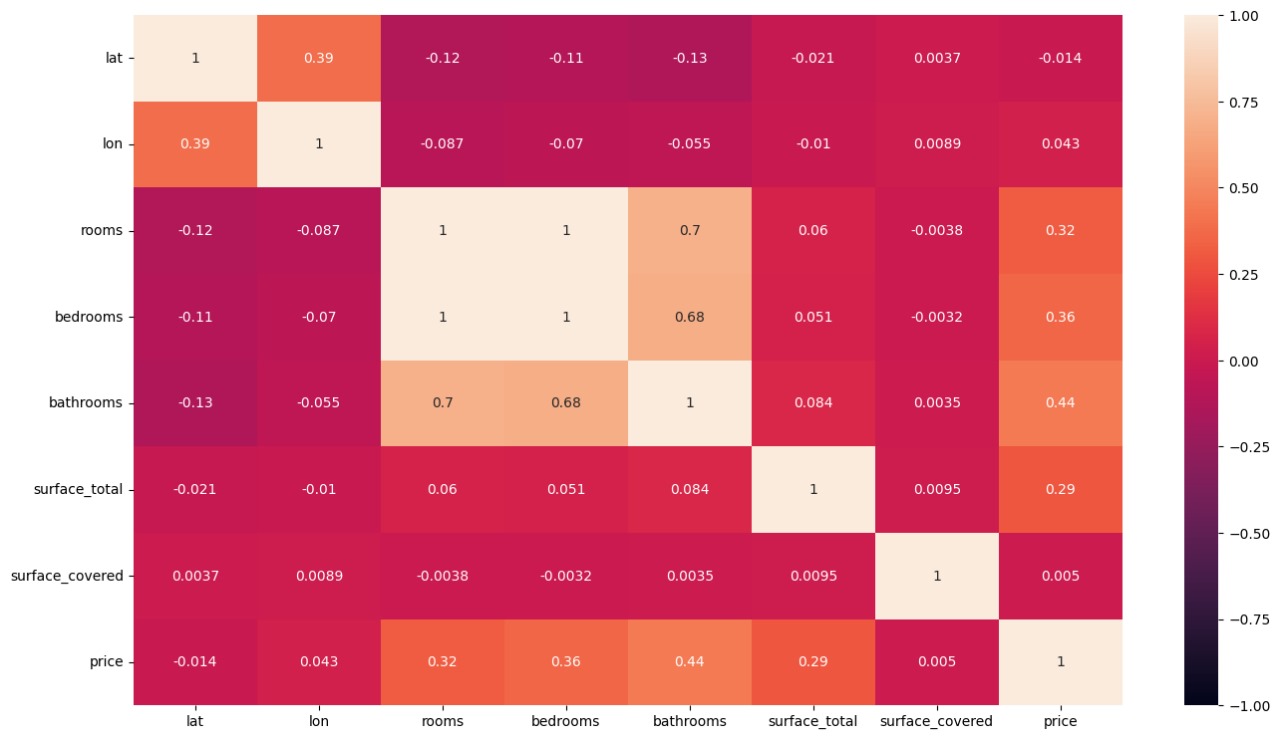 lat 1 0.39 -0.12 -0.11 -0.13 -0.021 0.0037 -0.014
lon 0.39 1 -0.087 -0.07 -0.055 -0.01 0.0089 0.043
rooms -0.12 -0.087 1 1 0.7 0.06 -0.0038 0.32
bedrooms -0.11 -0.07 1 1 0.68 0.051 -0.0032 0.36
bathrooms -0.13 -0.055 0.7 0.68 1 0.084 0.0035 0.44
surface_total -0.021 -0.01 0.06 0.051 0.084 1 0.0095 0.29
surface_covered 0.0037 0.0089 -0.0038 -0.0032 0.0035 0.0095 1 0.005
price -0.014 0.043 0.32 0.36 0.44 0.29 0.005 1
lat lon rooms bedrooms bathrooms surface_total surface_covered price
1.00
0.75
0.50
0.25
0.00
−0.25
−0.50
−0.75
−1.00